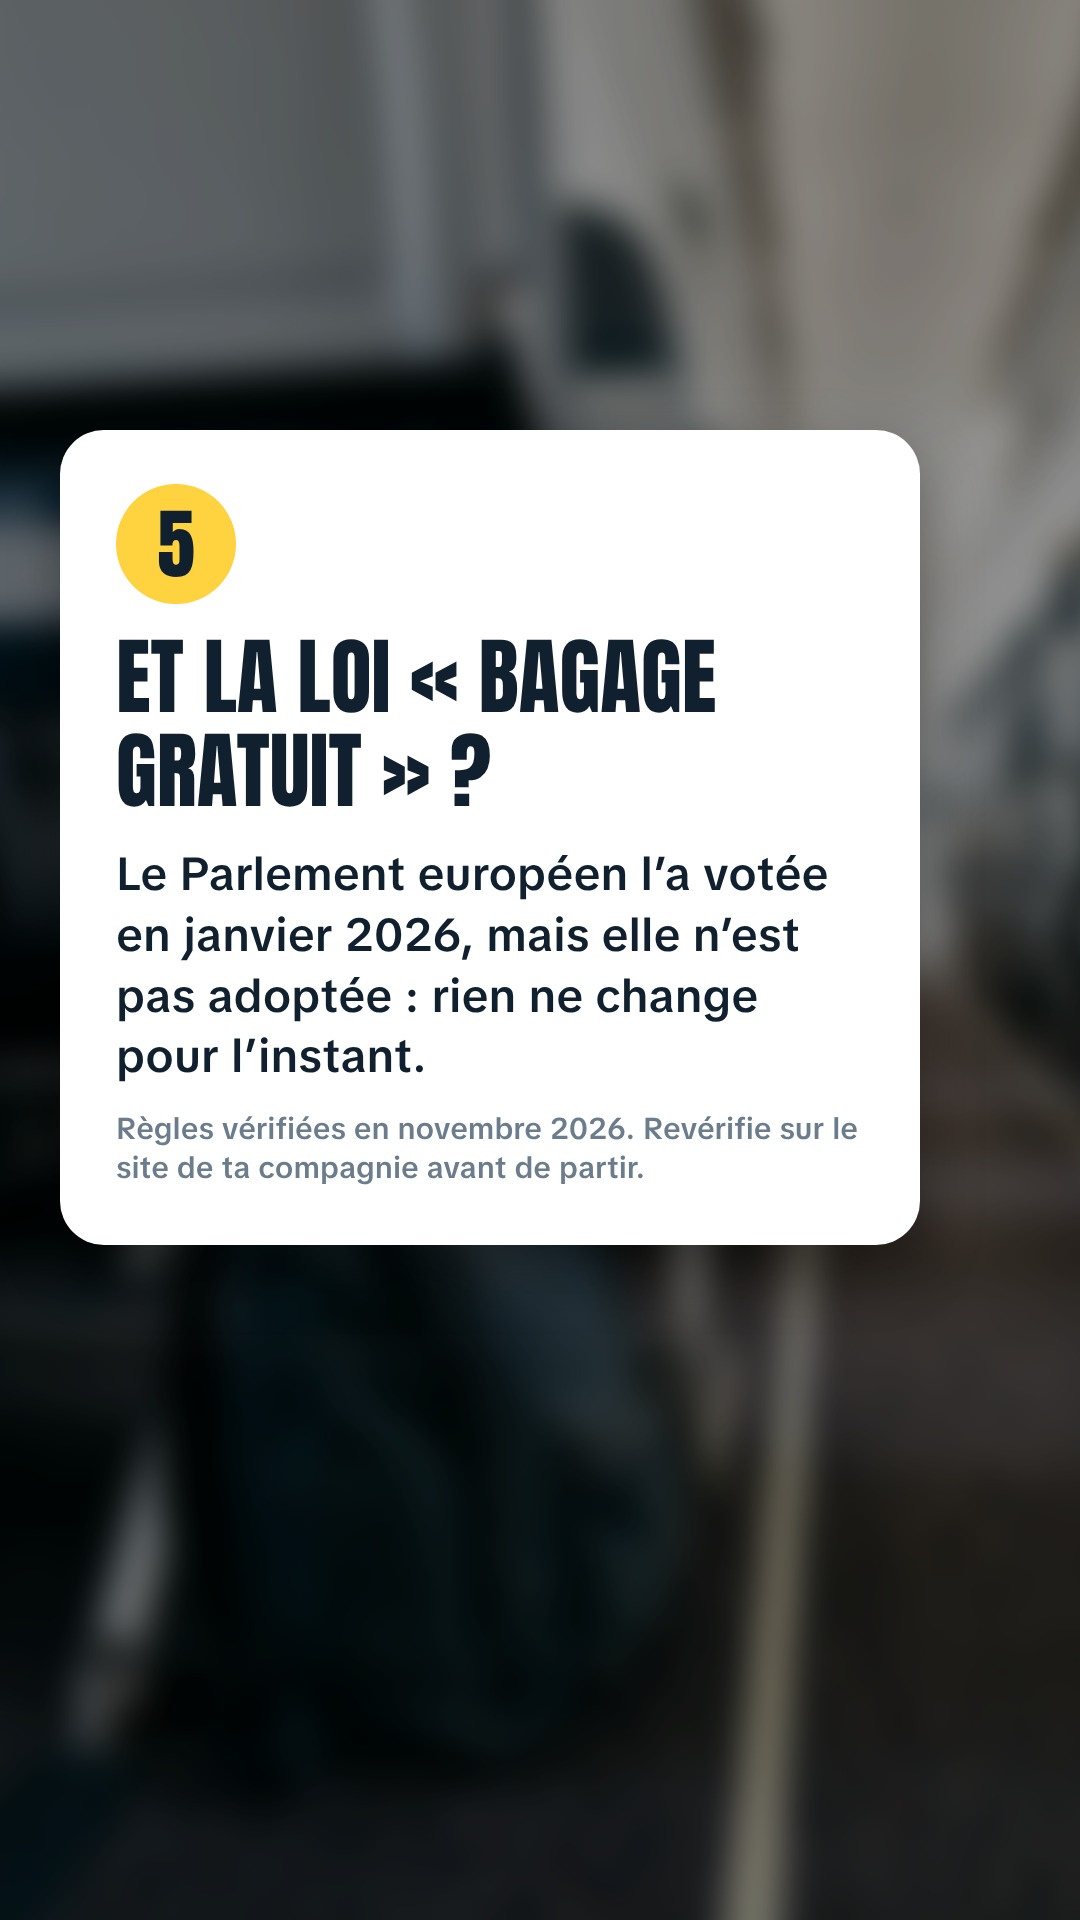 5
ET LA LOI « BAGAGE
GRATUIT » ?
Le Parlement européen l’a votée
en janvier 2026, mais elle n’est
pas adoptée : rien ne change
pour l’instant.
Règles vérifiées en novembre 2026. Revérifie sur le
site de ta compagnie avant de partir.